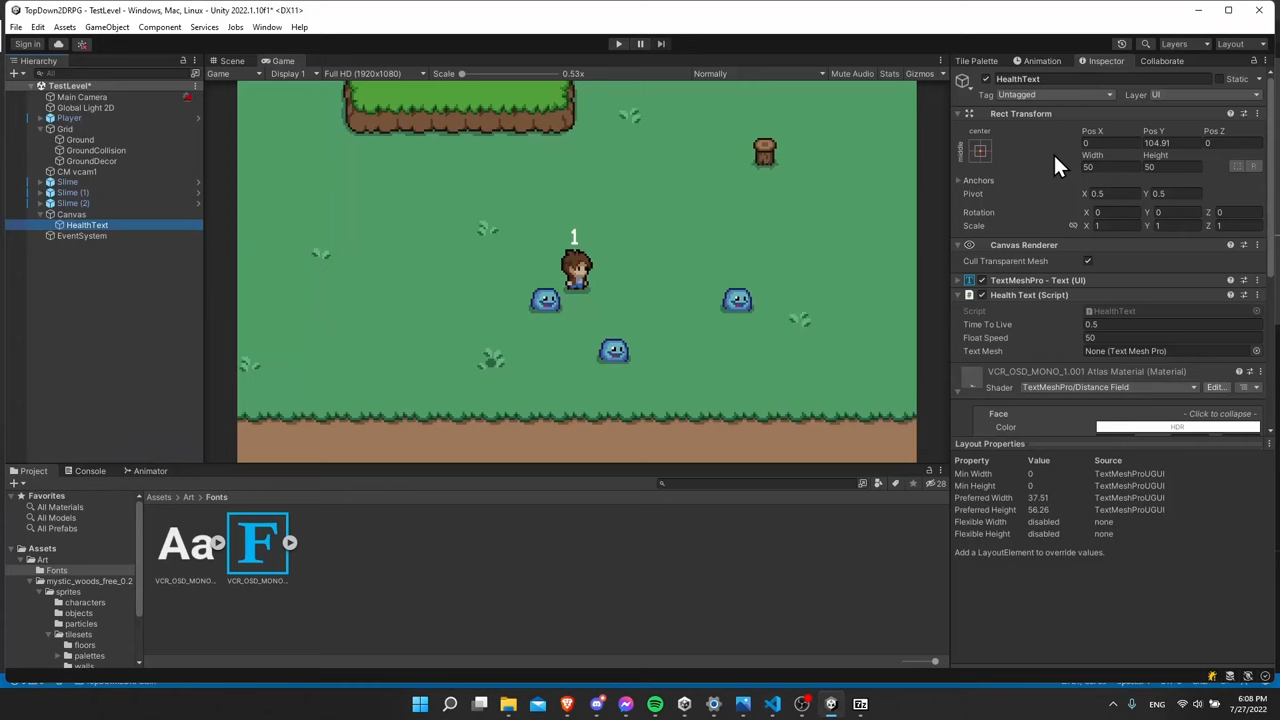 TopDown2DRPG - TestLevel - Windows, Mac, Linux - Unity 2022.1.10f1* <DX11>
File Edit Assets GameObject Component Services Jobs Window Help
Sign in Layers Layout
Hierarchy
All
TestLevel*
Main Camera
Global Light 2D
Player
Grid
Ground
GroundCollision
GroundDecor
CM vcam1
Slime
Slime (1)
Slime (2)
Canvas
HealthText
EventSystem
Scene Game
Game Display 1 Full HD (1920x1080) Scale 0.53x Normally Mute Audio Stats Gizmos
1
Tile Palette Animation Inspector Collaborate
HealthText Static
Tag Untagged Layer UI
Rect Transform
center
middle
Pos X Pos Y Pos Z
0 104.91 0
Width Height
50 50
R
Anchors
Pivot X 0.5 Y 0.5
Rotation X 0 Y 0 Z 0
Scale X 1 Y 1 Z 1
Canvas Renderer
Cull Transparent Mesh
TextMeshPro - Text (UI)
Health Text (Script)
Script HealthText
Time To Live 0.5
Float Speed 50
Text Mesh None (Text Mesh Pro)
VCR_OSD_MONO_1.001 Atlas Material (Material)
Shader TextMeshPro/Distance Field Edit...
Face - Click to collapse -
Color HDR
Layout Properties
Property Value Source
Min Width 0 TextMeshProUGUI
Min Height 0 TextMeshProUGUI
Preferred Width 37.51 TextMeshProUGUI
Preferred Height 56.26 TextMeshProUGUI
Flexible Width disabled none
Flexible Height disabled none
Add a LayoutElement to override values.
Project Console Animator
28
Favorites
All Materials
All Models
All Prefabs
Assets
Art
Fonts
mystic_woods_free_0.2
sprites
characters
objects
particles
tilesets
floors
palettes
walls
Assets > Art > Fonts
Aa F
VCR_OSD_MONO... VCR_OSD_MONO...
ENG 6:08 PM
7/27/2022